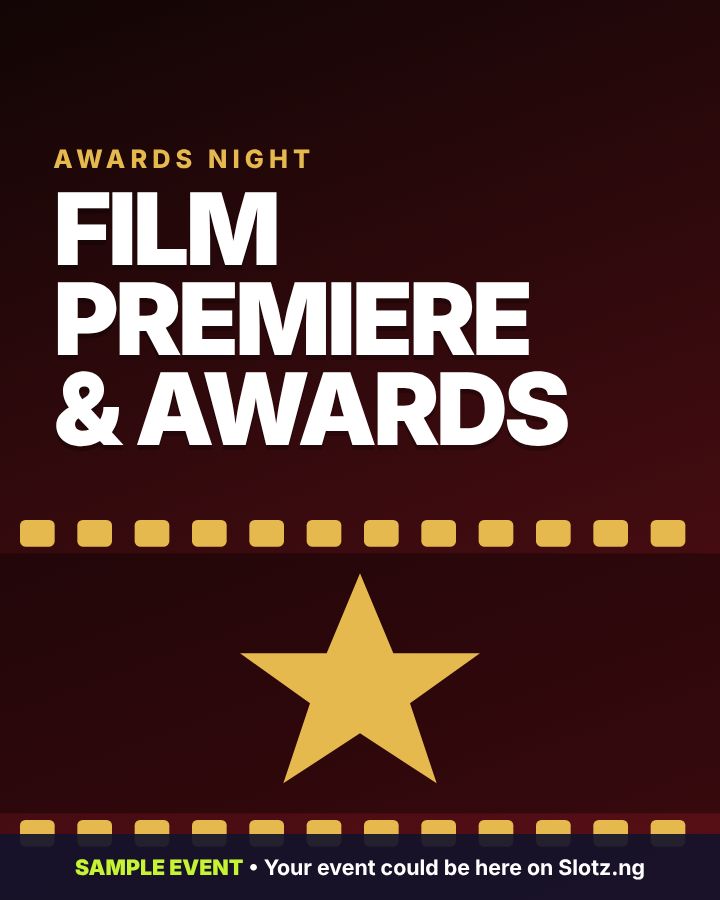 AWARDS NIGHT
FILM
PREMIERE
& AWARDS
SAMPLE EVENT • Your event could be here on Slotz.ng